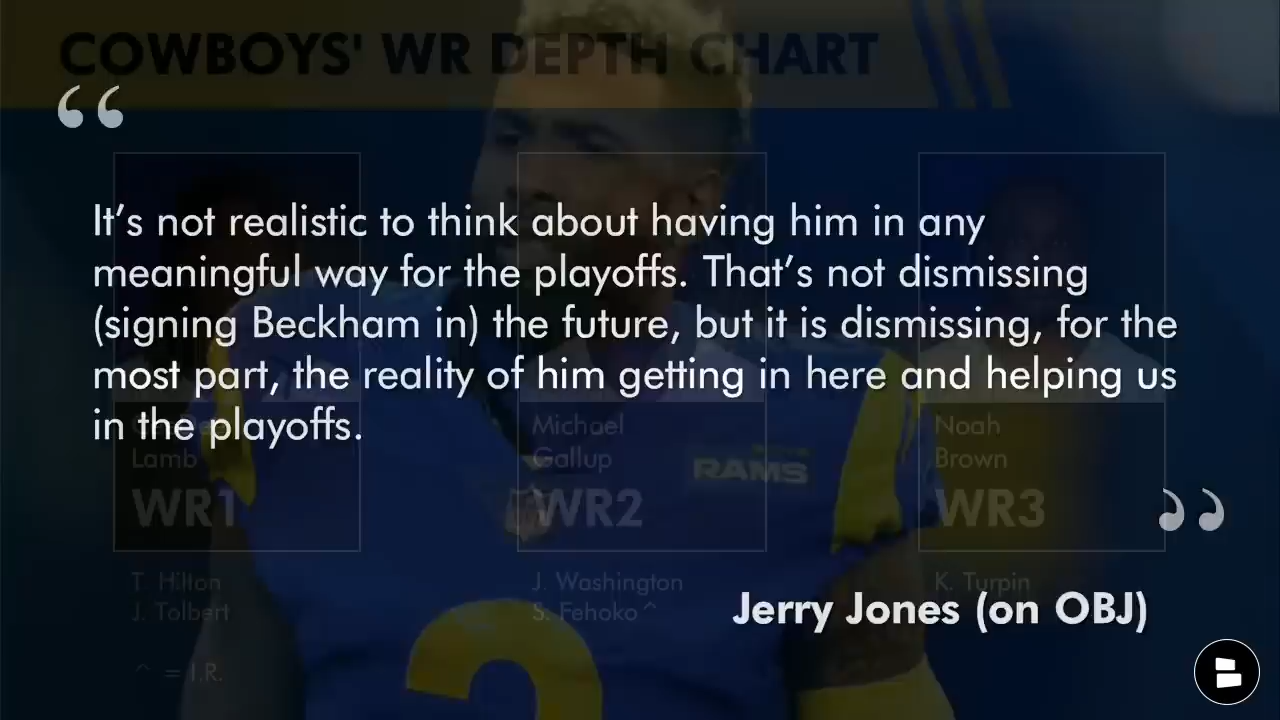 COWBOYS' WR DEPTH CHART
“
It’s not realistic to think about having him in any
meaningful way for the playoffs. That’s not dismissing
(signing Beckham in) the future, but it is dismissing, for the
most part, the reality of him getting in here and helping us
in the playoffs.
”
Jerry Jones (on OBJ)
Lamb
WR1
T. Hilton
J. Tolbert
^ = I.R.
Michael
Gallup
WR2
J. Washington
S. Fehoko^
Noah
Brown
WR3
K. Turpin
RAMS